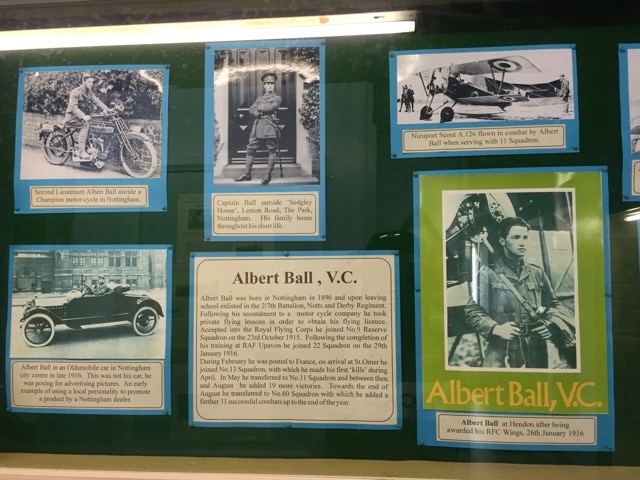 Second Lieutenant Albert Ball astride a
Champion motor-cycle in Nottingham.
Captain Ball outside 'Sedgley
House', Lenton Road, The Park,
Nottingham. His family home
throughout his short life.
Nieuport Scout A.126 flown in combat by Albert
Ball when serving with 11 Squadron.
Albert Ball in an Oldsmobile car in Nottingham
city centre in late 1916. This was not his car, he
was posing for advertising pictures. An early
example of using a local personality to promote
a product by a Nottingham dealer.
Albert Ball , V.C.
Albert Ball was born in Nottingham in 1896 and upon leaving
school enlisted in the 2/7th Battalion, Notts and Derby Regiment.
Following his secondment to a motor cycle company he took
private flying lessons in order to obtain his flying licence.
Accepted into the Royal Flying Corps he joined No.9 Reserve
Squadron on the 23rd October 1915. Following the completion of
his training at RAF Upavon he joined 22 Squadron on the 29th
January 1916.
During February he was posted to France, on arrival at St.Omer he
joined No.13 Squadron, with which he made his first 'kills' during
April. In May he transferred to No.11 Squadron and between then
and August he added 19 more victories. Towards the end of
August he transferred to No.60 Squadron with which he added a
further 31 successful combats up to the end of the year.
Albert Ball, V.C.
Albert Ball at Hendon after being
awarded his RFC Wings, 26th January 1916